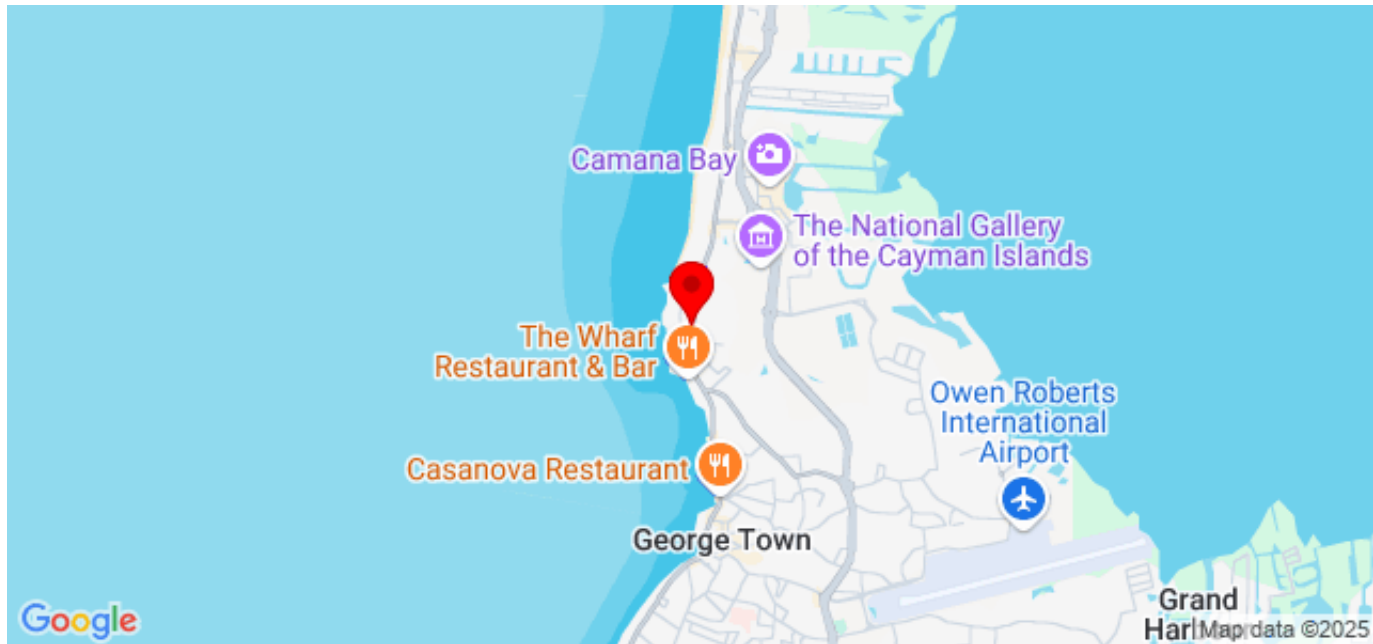 Camana Bay
The National Gallery
of the Cayman Islands
The Wharf
Restaurant & Bar
Owen Roberts
International
Airport
Casanova Restaurant
George Town
Grand
Google
Map data ©2025